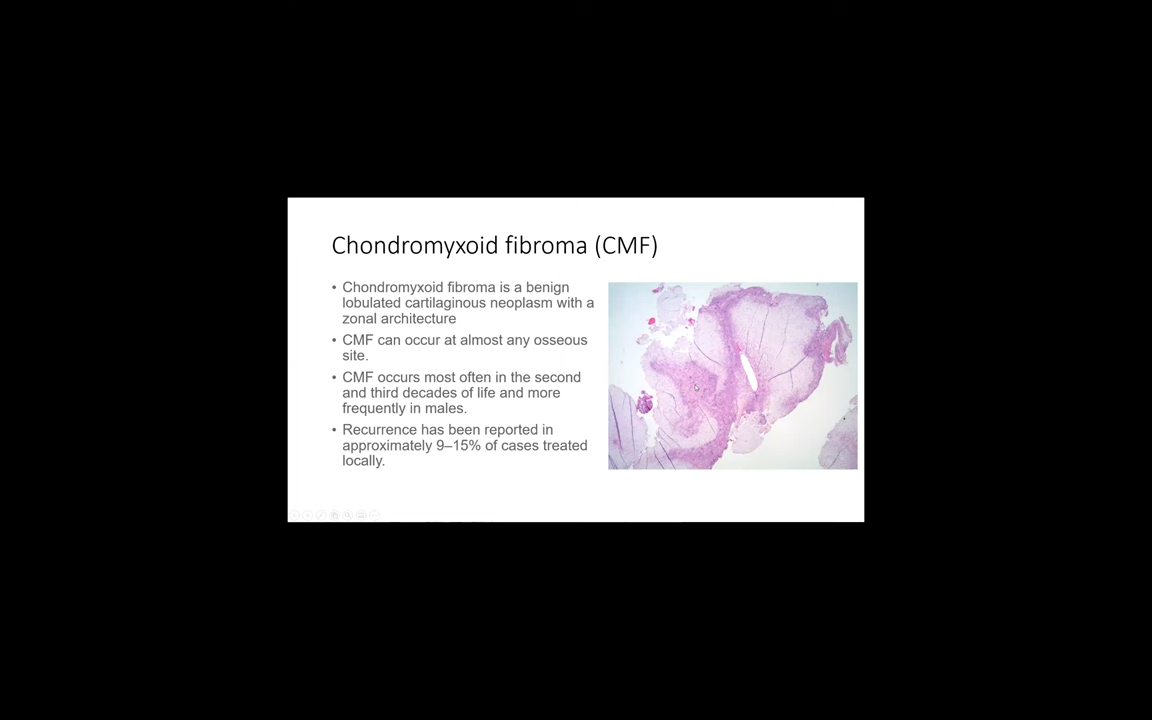 Chondromyxoid fibroma (CMF)
• Chondromyxoid fibroma is a benign
lobulated cartilaginous neoplasm with a
zonal architecture
• CMF can occur at almost any osseous
site.
• CMF occurs most often in the second
and third decades of life and more
frequently in males.
• Recurrence has been reported in
approximately 9–15% of cases treated
locally.